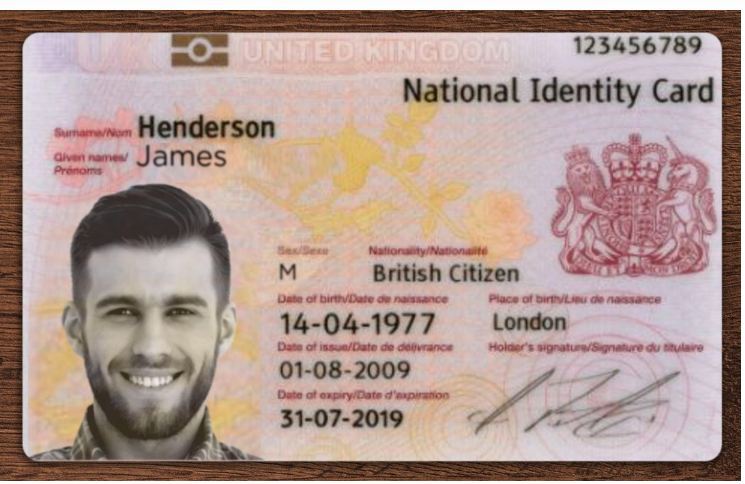 UK UNITED KINGDOM
123456789
National Identity Card
Surname/Nom Henderson
Given names/ James
Prénoms
Sex/Sexe Nationality/Nationalité
M British Citizen
Date of birth/Date de naissance Place of birth/Lieu de naissance
14-04-1977 London
Date of issue/Date de délivrance Holder's signature/Signature du titulaire
01-08-2009
Date of expiry/Date d'expiration
31-07-2019